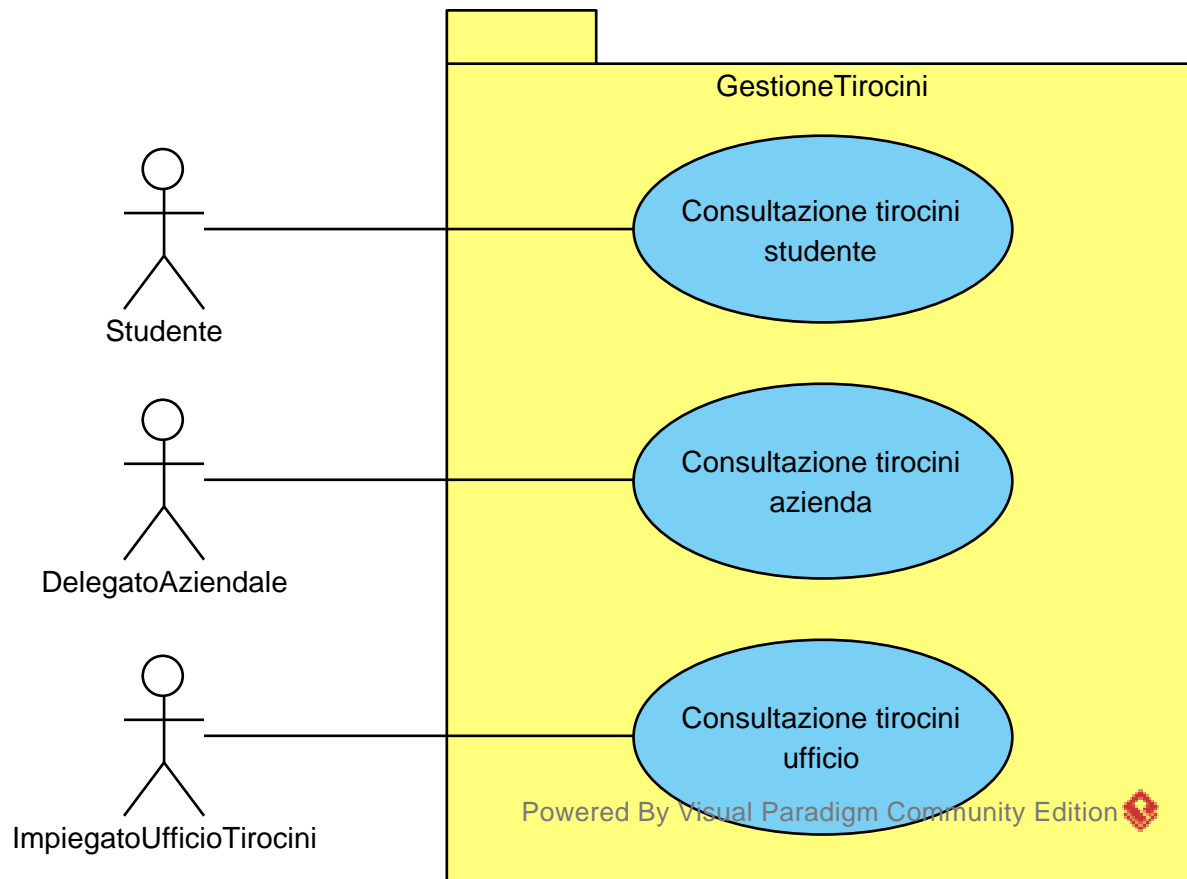 GestioneTirocini
Consultazione tirocini
studente
Studente
Consultazione tirocini
azienda
DelegatoAziendale
Consultazione tirocini
ufficio
Powered By Visual Paradigm Community Edition
ImpiegatoUfficioTirocini